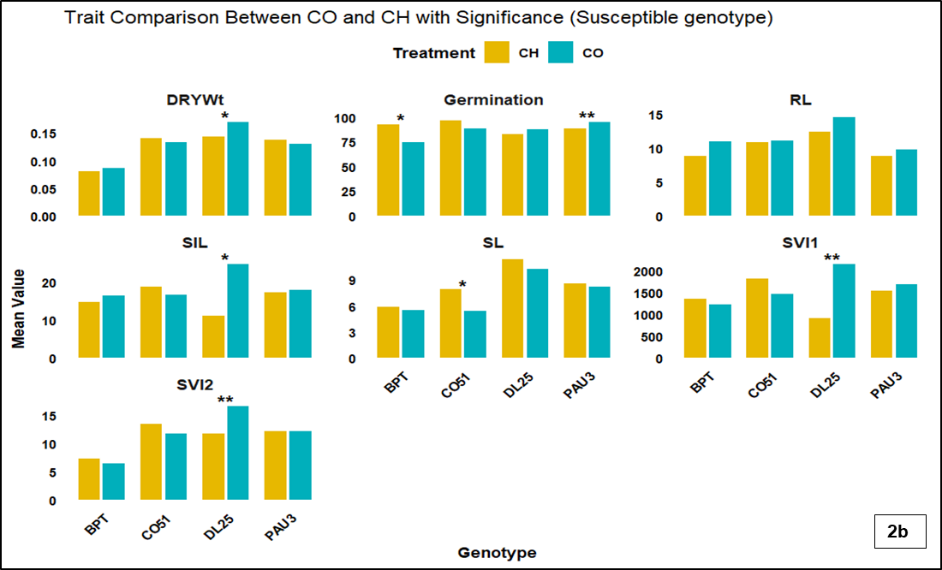 Trait Comparison Between CO and CH with Significance (Susceptible genotype)
Treatment CH CO
DRYWt Germination RL
* * ** 
0.15 100 15
0.10 75 10
0.05 50 5
0.00 25 0
0
SIL SL SVI1
* * **
20 9 2000
10 6 1500
0 3 1000
0 500
0
BPT CO51 DL25 PAU3
BPT CO51 DL25 PAU3
SVI2
**
15
10
5
0
BPT CO51 DL25 PAU3
Mean Value
Genotype
2b